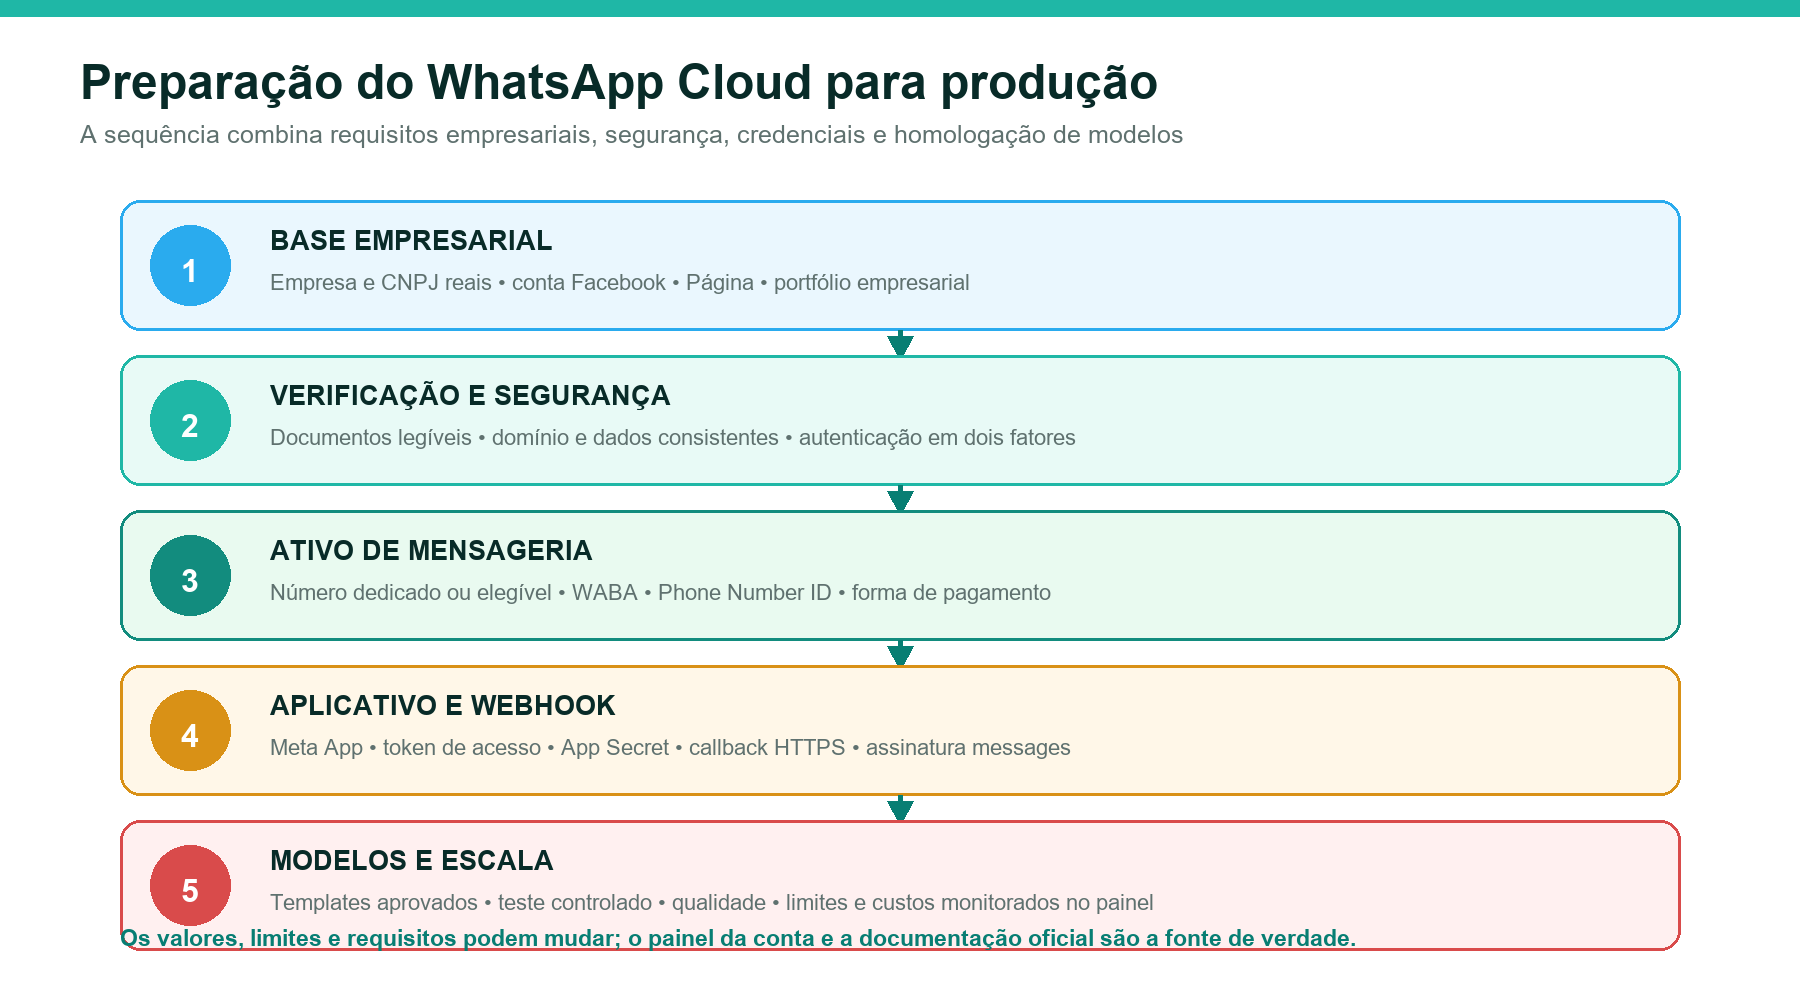 Preparação do WhatsApp Cloud para produção
A sequência combina requisitos empresariais, segurança, credenciais e homologação de modelos
1
BASE EMPRESARIAL
Empresa e CNPJ reais • conta Facebook • Página • portfólio empresarial
2
VERIFICAÇÃO E SEGURANÇA
Documentos legíveis • domínio e dados consistentes • autenticação em dois fatores
3
ATIVO DE MENSAGERIA
Número dedicado ou elegível • WABA • Phone Number ID • forma de pagamento
4
APLICATIVO E WEBHOOK
Meta App • token de acesso • App Secret • callback HTTPS • assinatura messages
5
MODELOS E ESCALA
Templates aprovados • teste controlado • qualidade • limites e custos monitorados no painel
Os valores, limites e requisitos podem mudar; o painel da conta e a documentação oficial são a fonte de verdade.